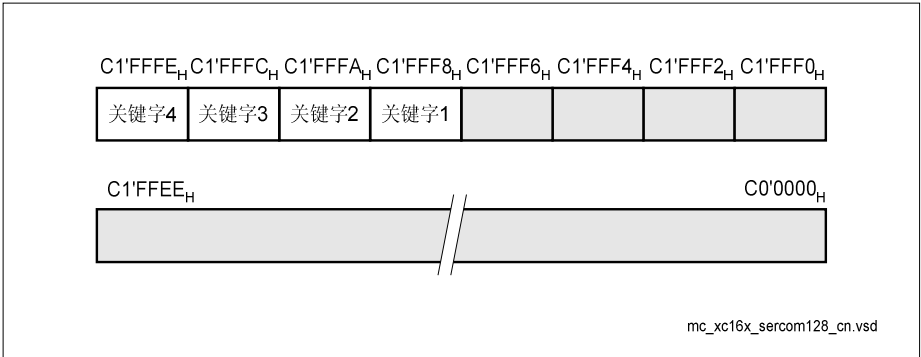 C1'FFFEH C1'FFFCH C1'FFFAH C1'FFF8H C1'FFF6H C1'FFF4H C1'FFF2H C1'FFF0H
关键字4 关键字3 关键字2 关键字1
C1'FFEEH C0'0000H
mc_xc16x_sercom128_cn.vsd